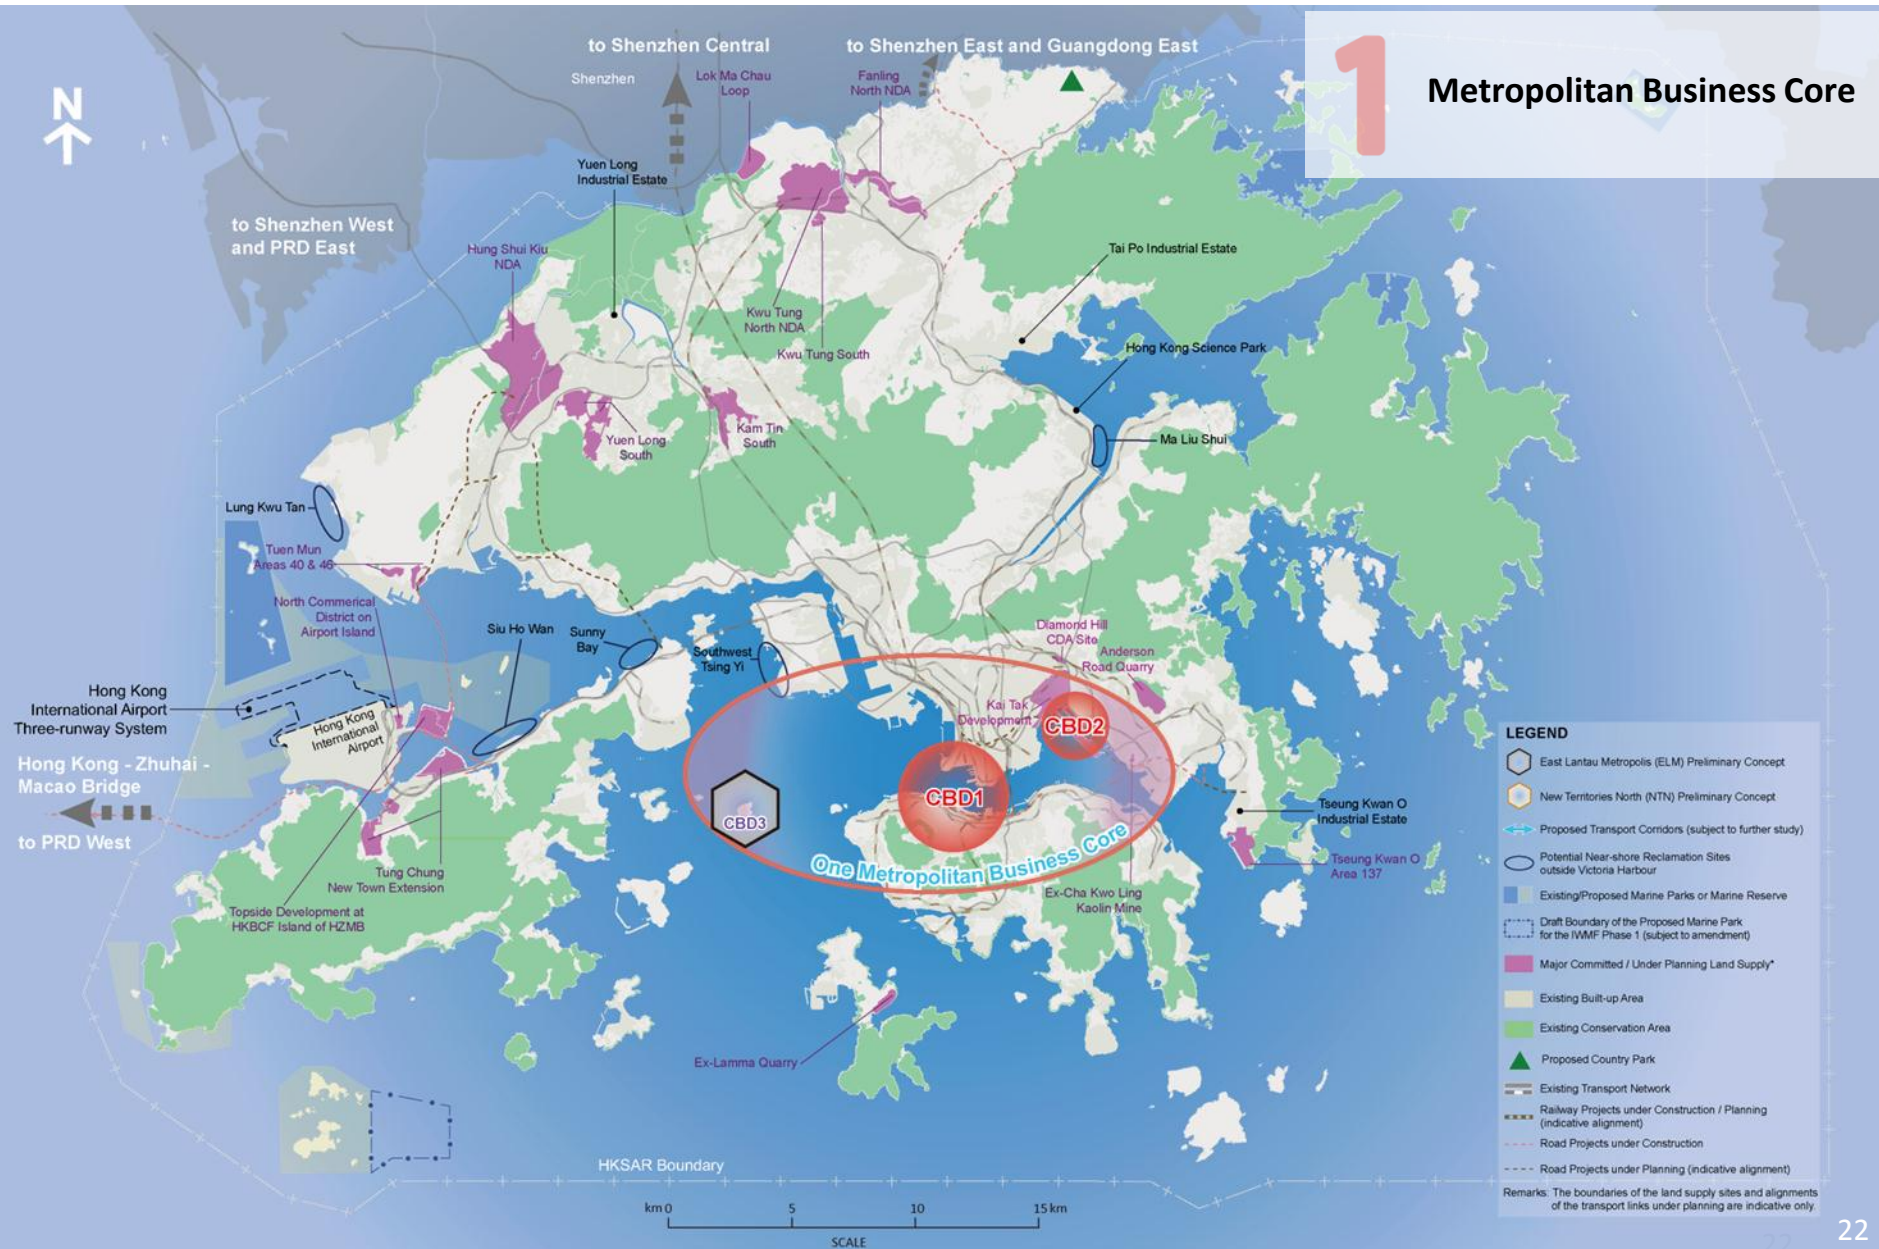 1
Metropolitan Business Core
N
to Shenzhen Central
to Shenzhen East and Guangdong East
Shenzhen
Lok Ma Chau
Loop
Fanling
North NDA
Yuen Long
Industrial Estate
to Shenzhen West
and PRD East
Hung Shui Kiu
NDA
Tai Po Industrial Estate
Kwu Tung
North NDA
Kwu Tung South
Hong Kong Science Park
Yuen Long
South
Kam Tin
South
Ma Liu Shui
Lung Kwu Tan
Tuen Mun
Areas 40 & 46
North Commerical
District on
Airport Island
Siu Ho Wan
Sunny
Bay
Southwest
Tsing Yi
Diamond Hill
CDA Site
Anderson
Road Quarry
Kai Tak
Development
Hong Kong
International Airport
Three-runway System
Hong Kong
International
Airport
Hong Kong - Zhuhai -
Macao Bridge
to PRD West
CBD1
CBD2
CBD3
One Metropolitan Business Core
Tseung Kwan O
Industrial Estate
Tseung Kwan O
Area 137
Ex-Cha Kwo Ling
Kaolin Mine
Tung Chung
New Town Extension
Topside Development at
HKBCF Island of HZMB
Ex-Lamma Quarry
HKSAR Boundary
km 0 5 10 15 km
SCALE
LEGEND
East Lantau Metropolis (ELM) Preliminary Concept
New Territories North (NTN) Preliminary Concept
Proposed Transport Corridors (subject to further study)
Potential Near-shore Reclamation Sites
outside Victoria Harbour
Existing/Proposed Marine Parks or Marine Reserve
Draft Boundary of the Proposed Marine Park
for the IWMF Phase 1 (subject to amendment)
Major Committed / Under Planning Land Supply*
Existing Built-up Area
Existing Conservation Area
Proposed Country Park
Existing Transport Network
Railway Projects under Construction / Planning
(indicative alignment)
Road Projects under Construction
Road Projects under Planning (indicative alignment)
Remarks: The boundaries of the land supply sites and alignments
of the transport links under planning are indicative only.
22
22